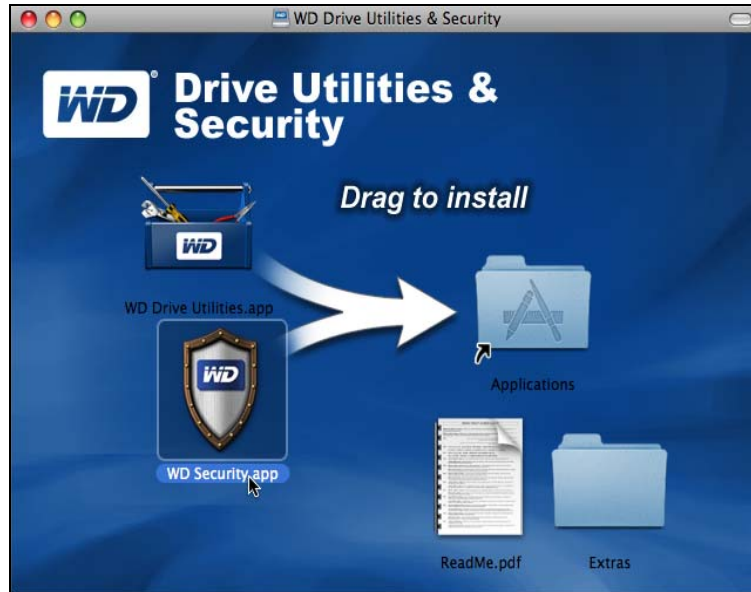 WD Drive Utilities & Security
WD®
Drive Utilities &
Security
Drag to install
WD
WD Drive Utilities.app
WD
WD Security.app
Applications
ReadMe.pdf
Extras